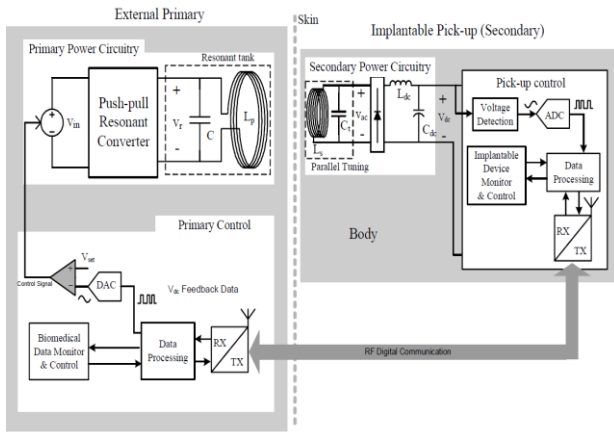 External Primary
Skin
Implantable Pick-up (Secondary)
Primary Power Circuitry
Resonant tank
Push-pull
Resonant
Converter
Vin
+
-
+
Vr
-
C
Lp
Secondary Power Circuitry
Ldc
+
Vac
-
Cs
Ls
Cdc
+
Vdc
-
Parallel Tuning
Pick-up control
Voltage
Detection
ADC
Implantable
Device
Monitor
& Control
Data
Processing
RX
TX
Body
Primary Control
Control Signal
Vset
+
-
DAC
Vdc Feedback Data
Biomedical
Data Monitor
& Control
Data
Processing
RX
TX
RF Digital Communication